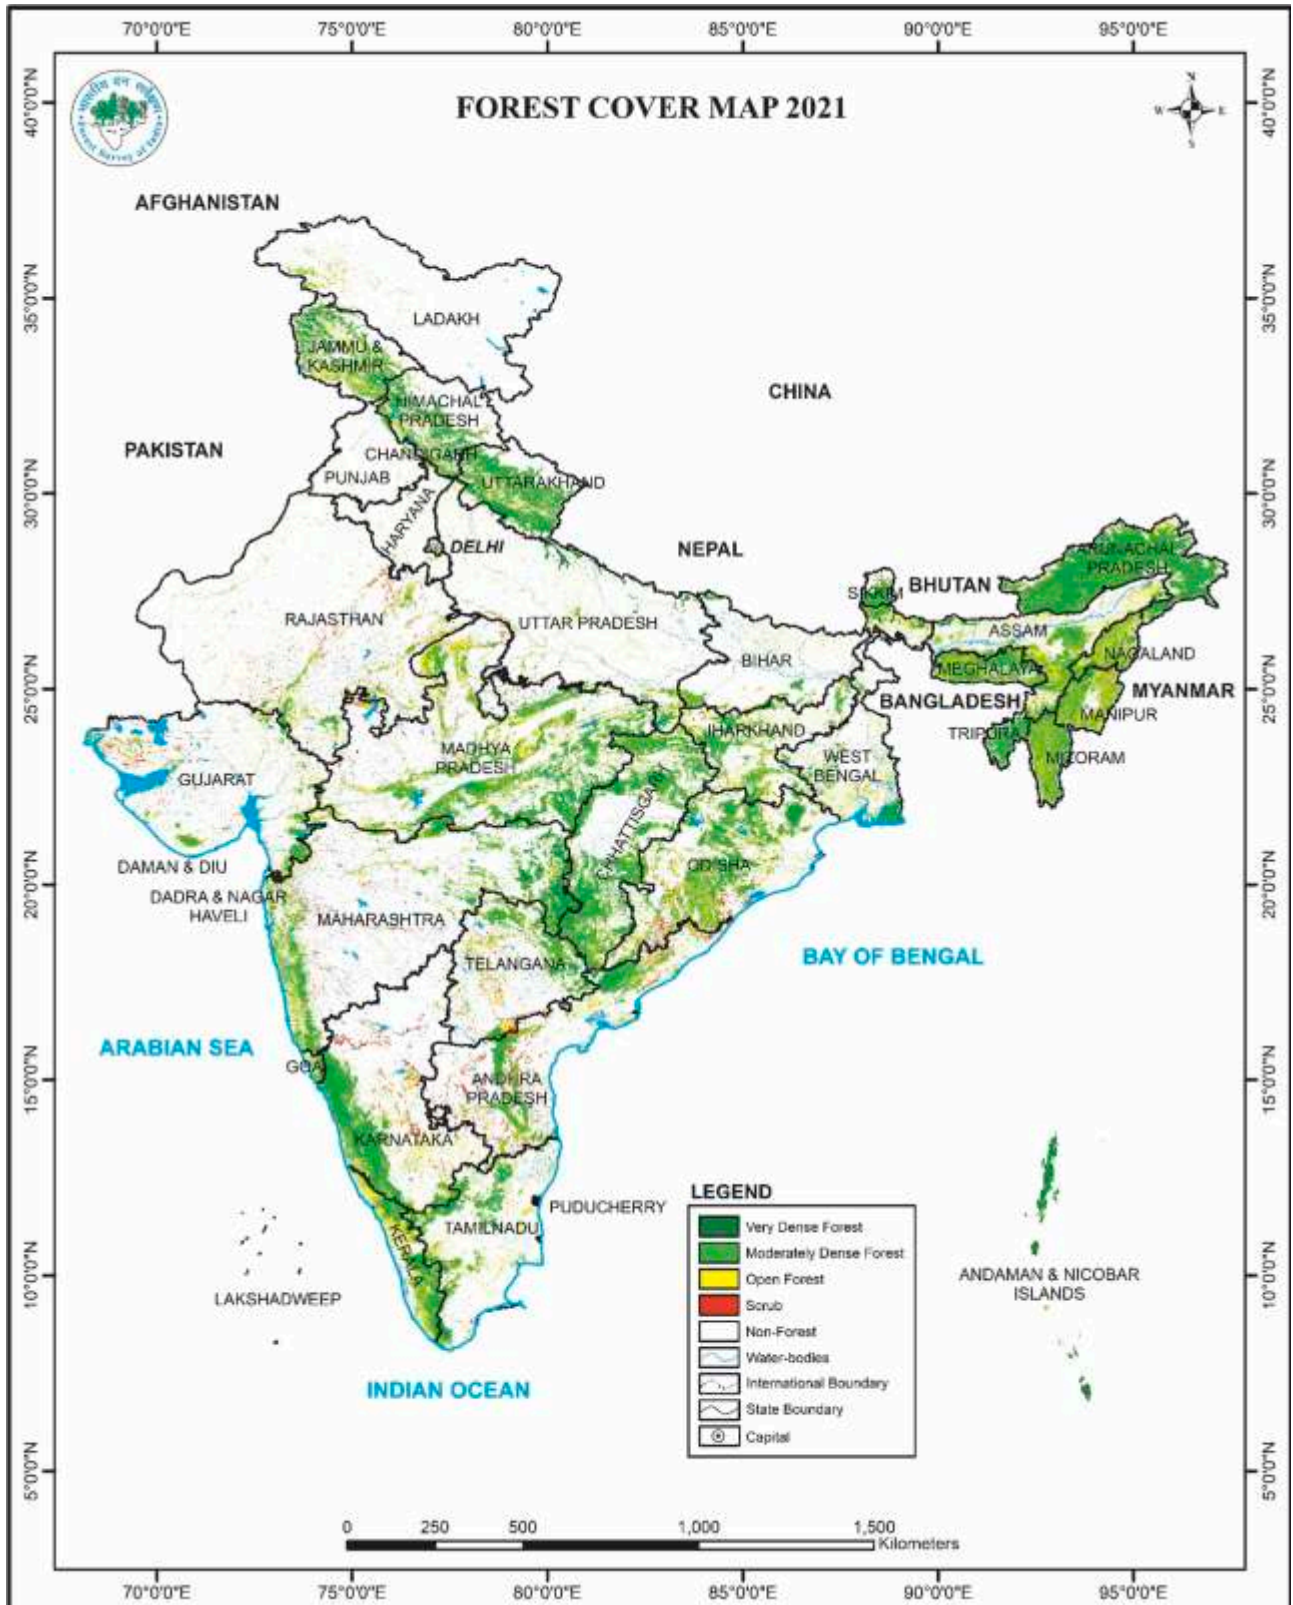 70°0'0"E 75°0'0"E 80°0'0"E 85°0'0"E 90°0'0"E 95°0'0"E
40°0'0"N
35°0'0"N
30°0'0"N
25°0'0"N
20°0'0"N
15°0'0"N
10°0'0"N
5°0'0"N
FOREST COVER MAP 2021
N
W E
S
AFGHANISTAN
LADAKH
JAMMU &
KASHMIR
CHINA
HIMACHAL
PRADESH
PAKISTAN
CHANDIGARH
PUNJAB
UTTARAKHAND
HARYANA
DELHI
NEPAL
ARUNACHAL
PRADESH
SIKKIM
BHUTAN
RAJASTHAN
UTTAR PRADESH
ASSAM
NAGALAND
BIHAR
MEGHALAYA
BANGLADESH
MYANMAR
MANIPUR
TRIPURA
JHARKHAND
MADHYA
PRADESH
WEST
BENGAL
MIZORAM
GUJARAT
CHHATTISGARH
ODISHA
DAMAN & DIU
DADRA & NAGAR
HAVELI
MAHARASHTRA
TELANGANA
BAY OF BENGAL
ARABIAN SEA
GOA
ANDHRA
PRADESH
KARNATAKA
PUDUCHERRY
TAMILNADU
KERALA
LAKSHADWEEP
ANDAMAN & NICOBAR
ISLANDS
INDIAN OCEAN
LEGEND
Very Dense Forest
Moderately Dense Forest
Open Forest
Scrub
Non-Forest
Water-bodies
International Boundary
State Boundary
Capital
0 250 500 1,000 1,500
Kilometers
40°0'0"N
35°0'0"N
30°0'0"N
25°0'0"N
20°0'0"N
15°0'0"N
10°0'0"N
5°0'0"N
70°0'0"E 75°0'0"E 80°0'0"E 85°0'0"E 90°0'0"E 95°0'0"E